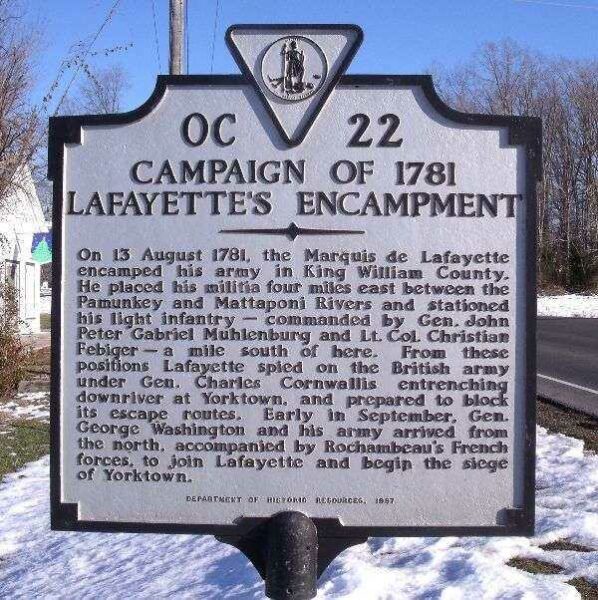 OC 22
CAMPAIGN OF 1781
LAFAYETTE'S ENCAMPMENT
On 13 August 1781, the Marquis de Lafayette
encamped his army in King William County.
He placed his militia four miles east between the
Pamunkey and Mattaponi Rivers and stationed
his light infantry — commanded by Gen. John
Peter Gabriel Muhlenburg and Lt. Col. Christian
Febiger — a mile south of here. From these
positions Lafayette spied on the British army
under Gen. Charles Cornwallis entrenching
downriver at Yorktown, and prepared to block
its escape routes. Early in September, Gen.
George Washington and his army arrived from
the north, accompanied by Rochambeau's French
forces, to join Lafayette and begin the siege
of Yorktown.
DEPARTMENT OF HISTORIC RESOURCES, 1997